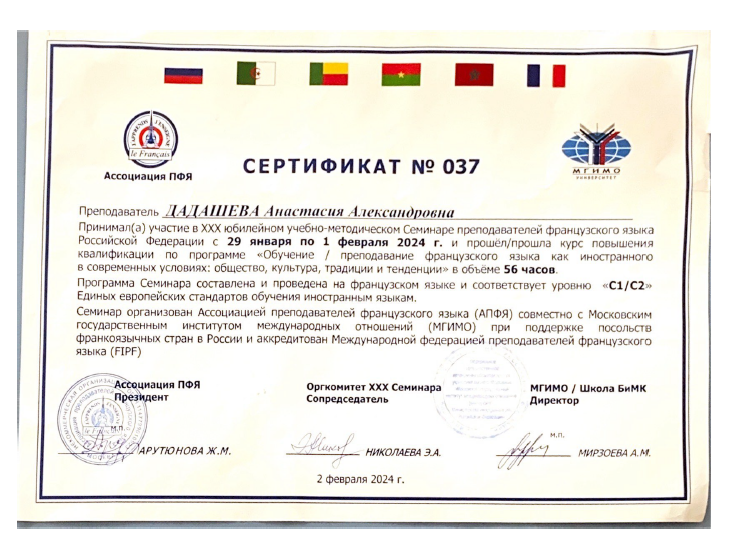 J'APPRENDS J'ENSEIGNE
le Français
Ассоциация ПФЯ
СЕРТИФИКАТ № 037
МГИМО
УНИВЕРСИТЕТ
Преподаватель ДАДАШЕВА Анастасия Александровна
Принимал(а) участие в XXX юбилейном учебно-методическом Семинаре преподавателей французского языка
Российской Федерации с 29 января по 1 февраля 2024 г. и прошёл/прошла курс повышения
квалификации по программе «Обучение / преподавание французского языка как иностранного
в современных условиях: общество, культура, традиции и тенденции» в объёме 56 часов.
Программа Семинара составлена и проведена на французском языке и соответствует уровню «C1/C2»
Единых европейских стандартов обучения иностранным языкам.
Семинар организован Ассоциацией преподавателей французского языка (АПФЯ) совместно с Московским
государственным институтом международных отношений (МГИМО) при поддержке посольств
франкоязычных стран в России и аккредитован Международной федерацией преподавателей французского
языка (FIPF)
Ассоциация ПФЯ
Президент
Оргкомитет XXX Семинара
Сопредседатель
МГИМО / Школа БиМК
Директор
м.п.
АРУТЮНОВА Ж.М.
НИКОЛАЕВА Э.А.
м.п.
МИРЗОЕВА А.М.
2 февраля 2024 г.